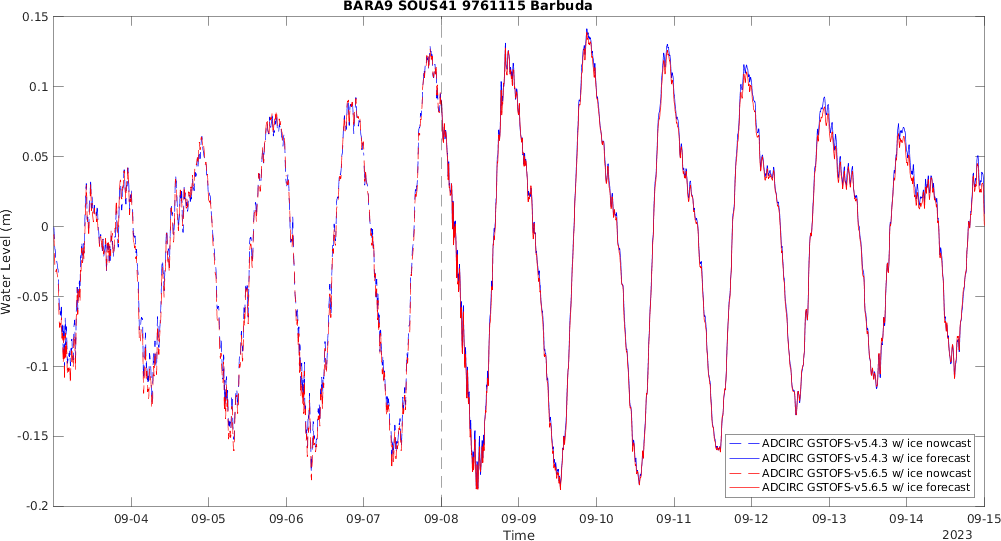 BARA9 SOUS41 9761115 Barbuda
0.15
0.1
0.05
0
-0.05
-0.1
-0.15
-0.2
Water Level (m)
09-04 09-05 09-06 09-07 09-08 09-09 09-10 09-11 09-12 09-13 09-14 09-15
Time
2023
ADCIRC GSTOFS-v5.4.3 w/ ice nowcast
ADCIRC GSTOFS-v5.4.3 w/ ice forecast
ADCIRC GSTOFS-v5.6.5 w/ ice nowcast
ADCIRC GSTOFS-v5.6.5 w/ ice forecast